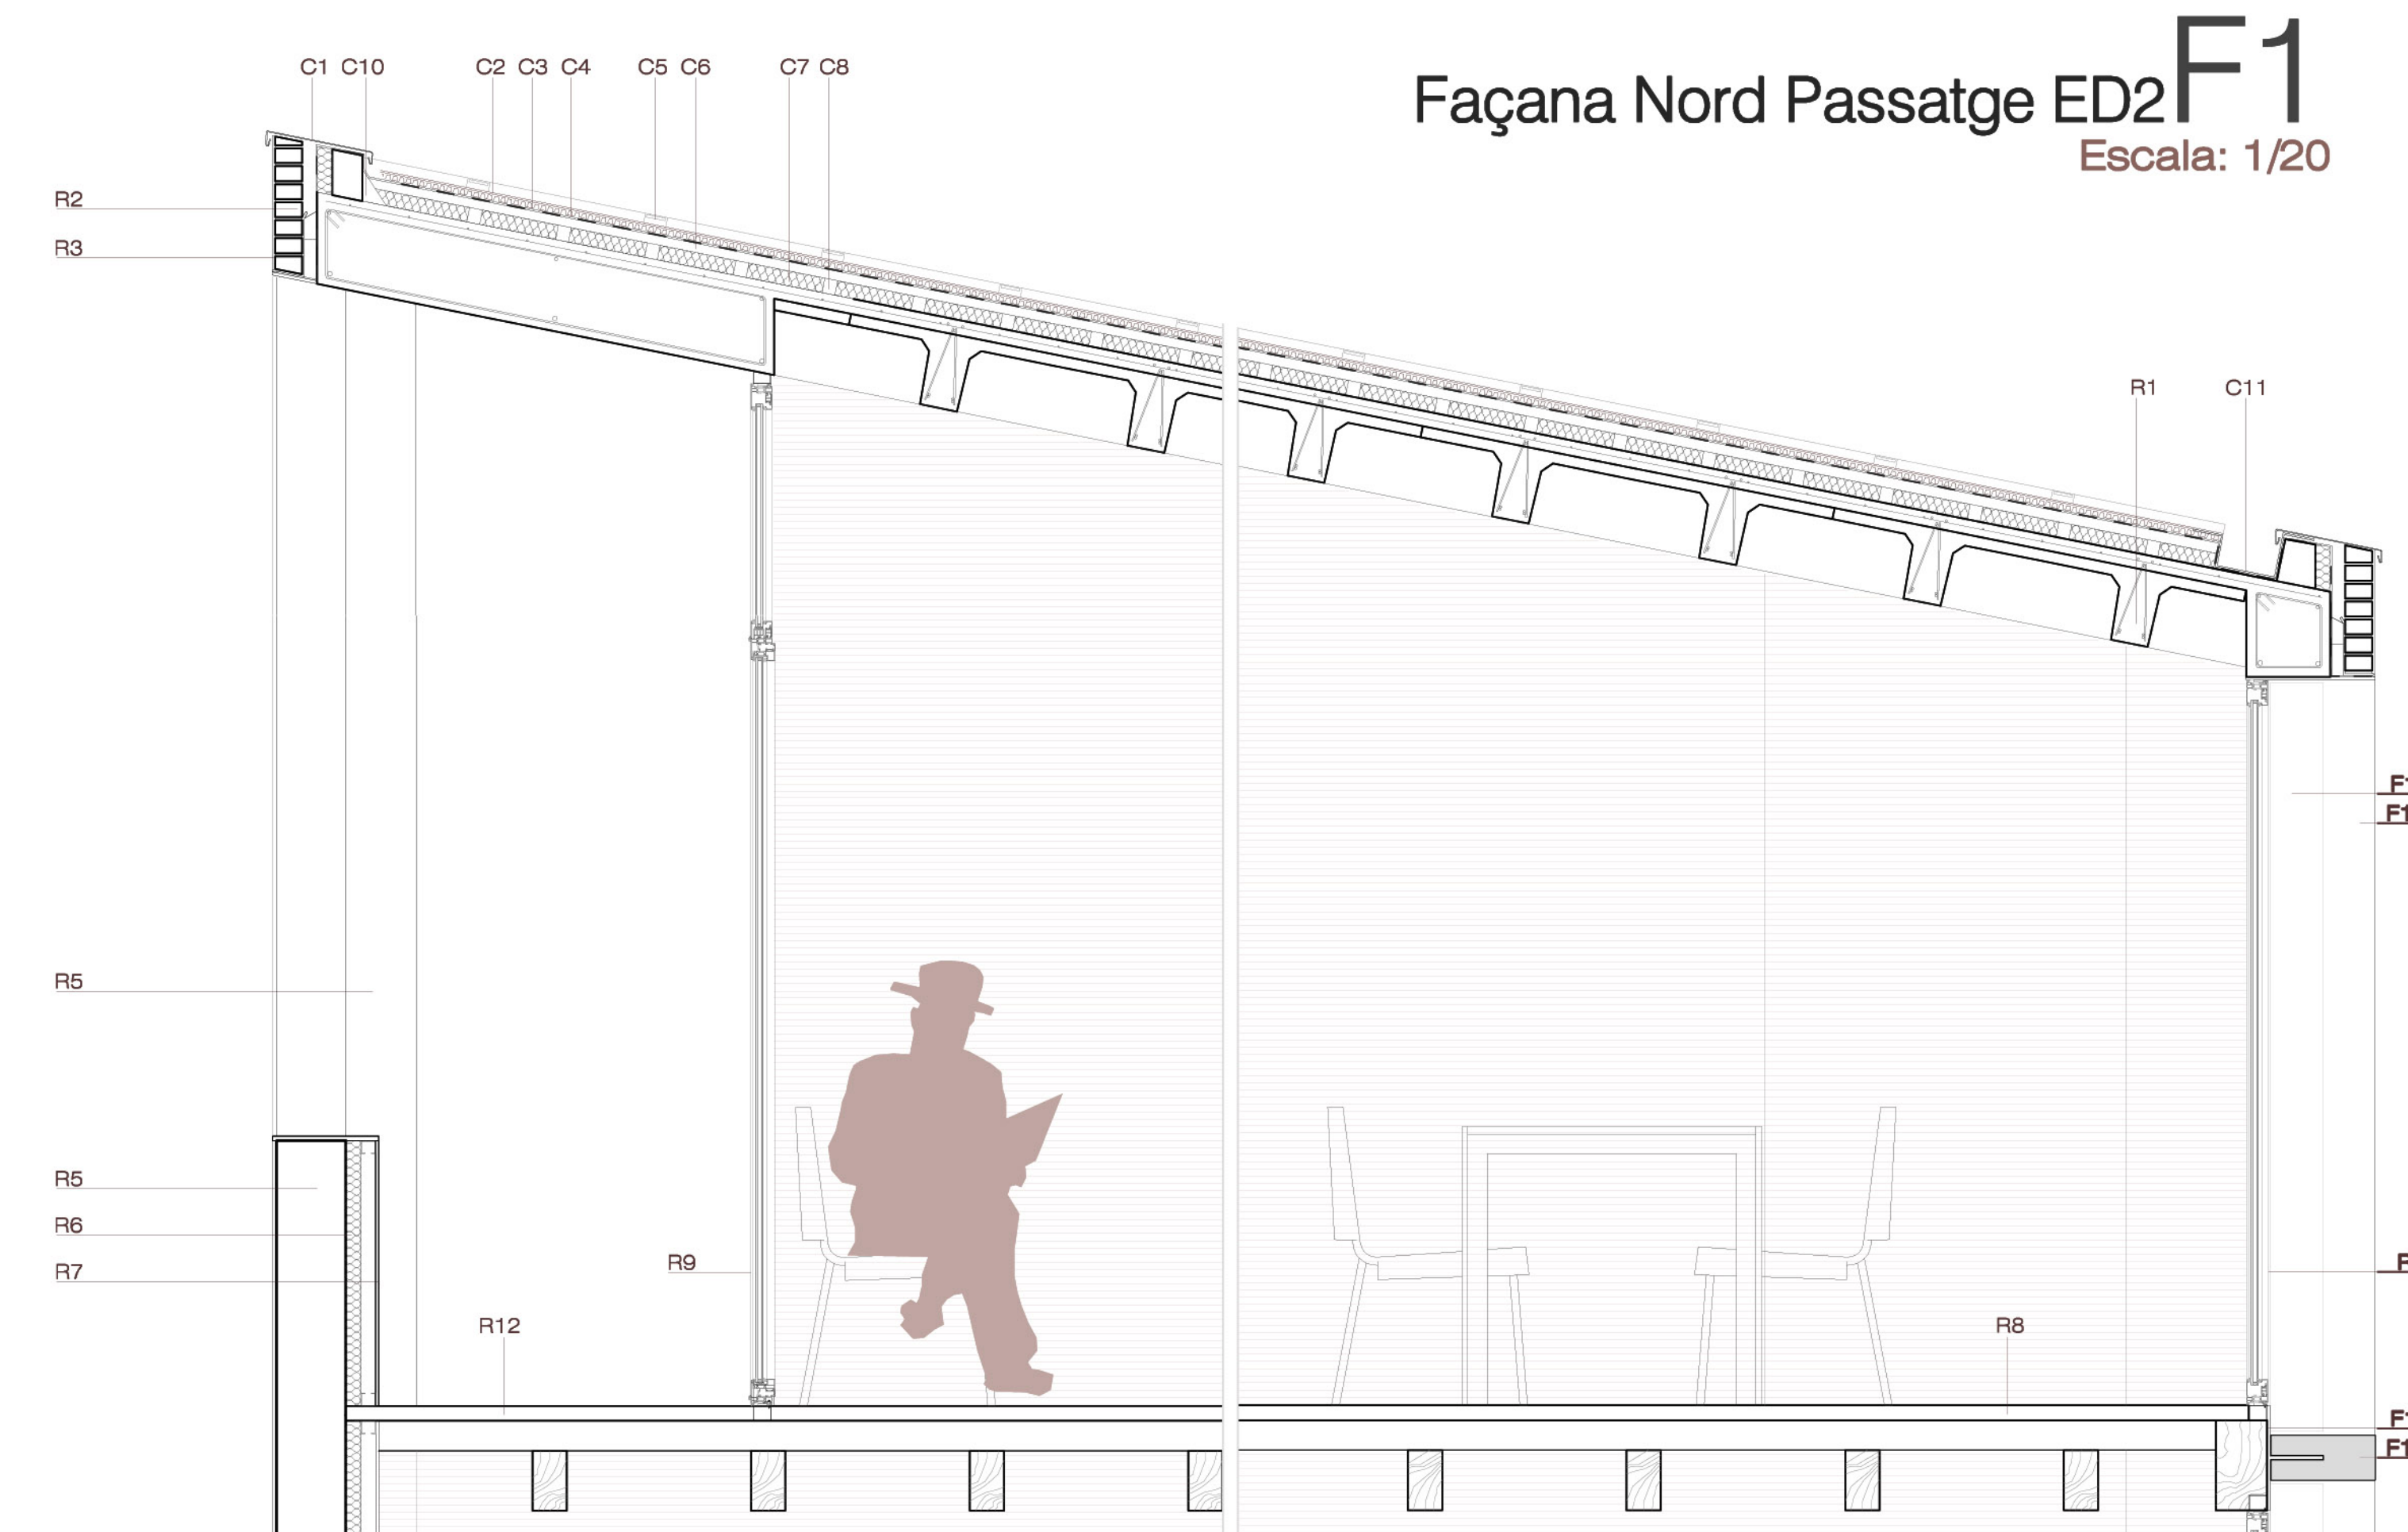 F1
Façana Nord Passatge ED2
Escala: 1/20
C1 C10 C2 C3 C4 C5 C6 C7 C8
R2
R3
R1 C11
R5
R5
R6
R7
R9
R12
R8